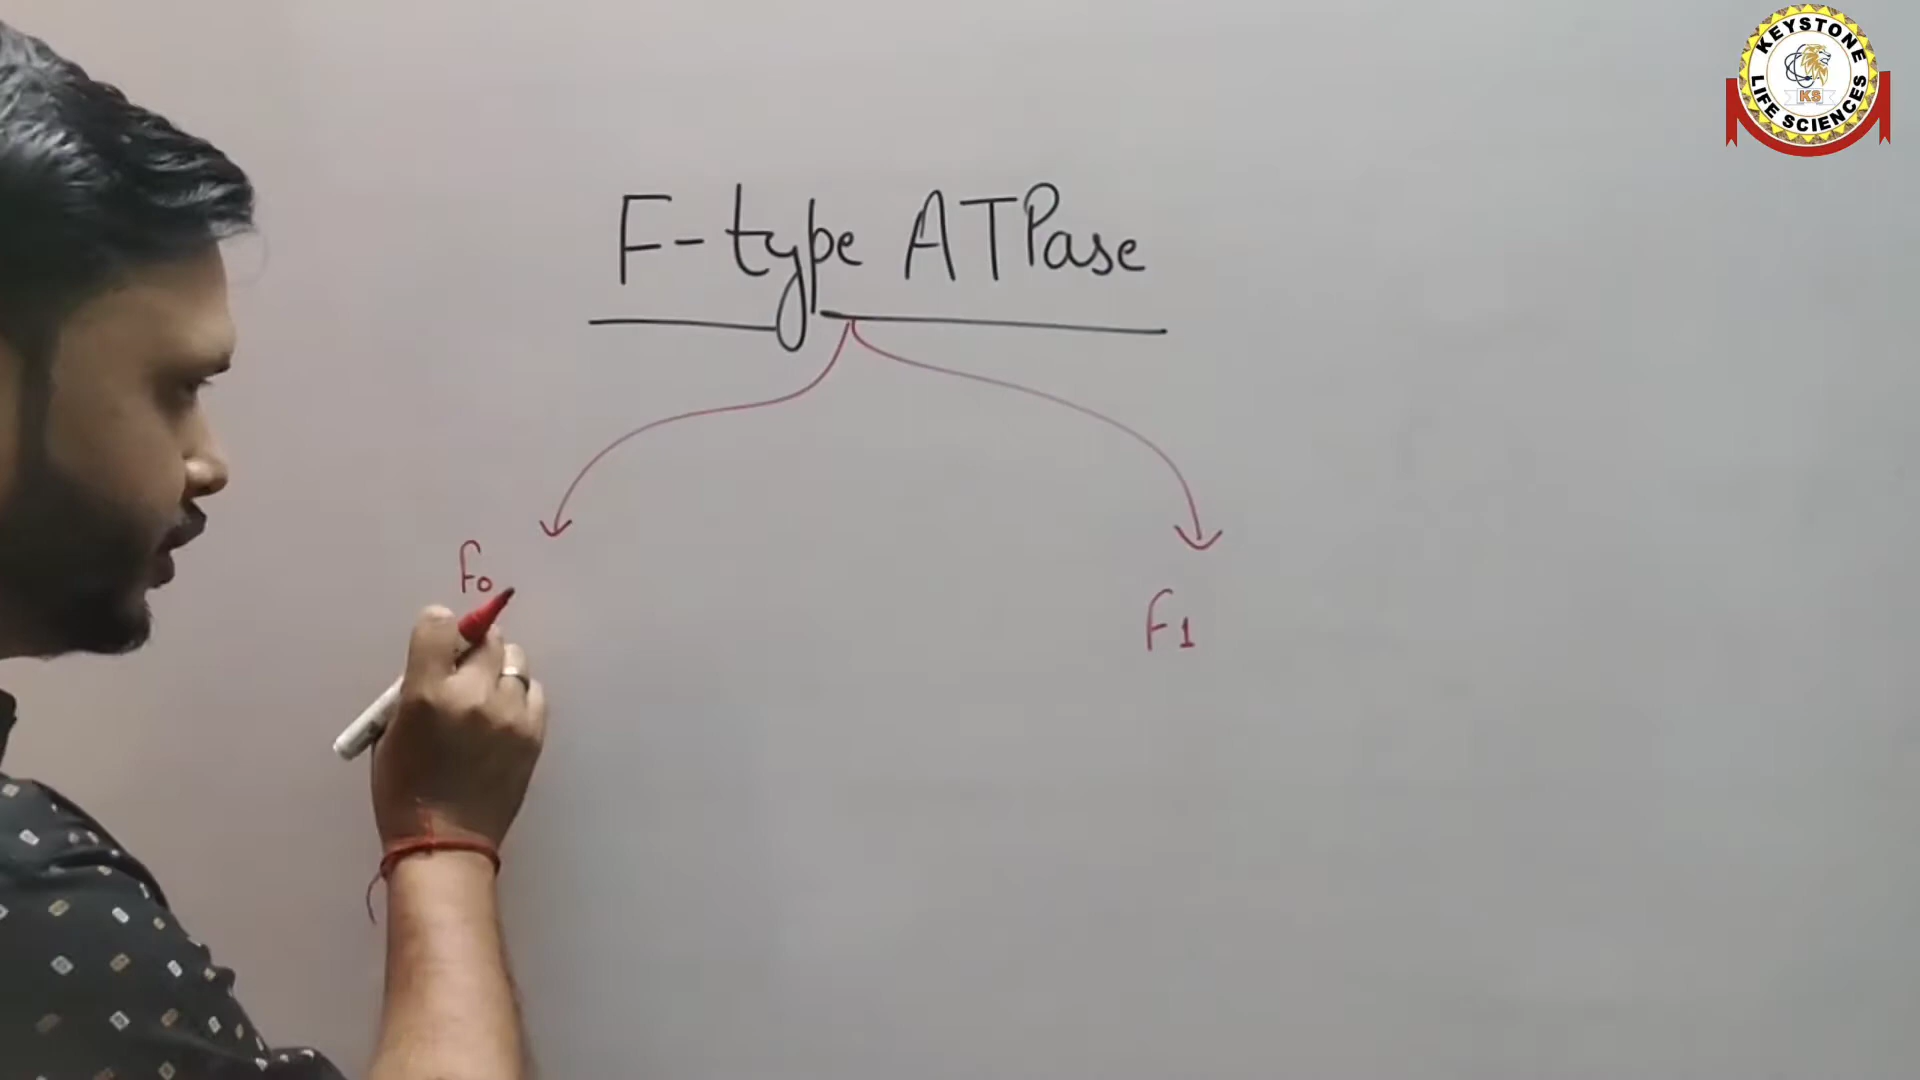 KEYSTONE
LIFE SCIENCES
KS
F-type ATPase
Fo
F1